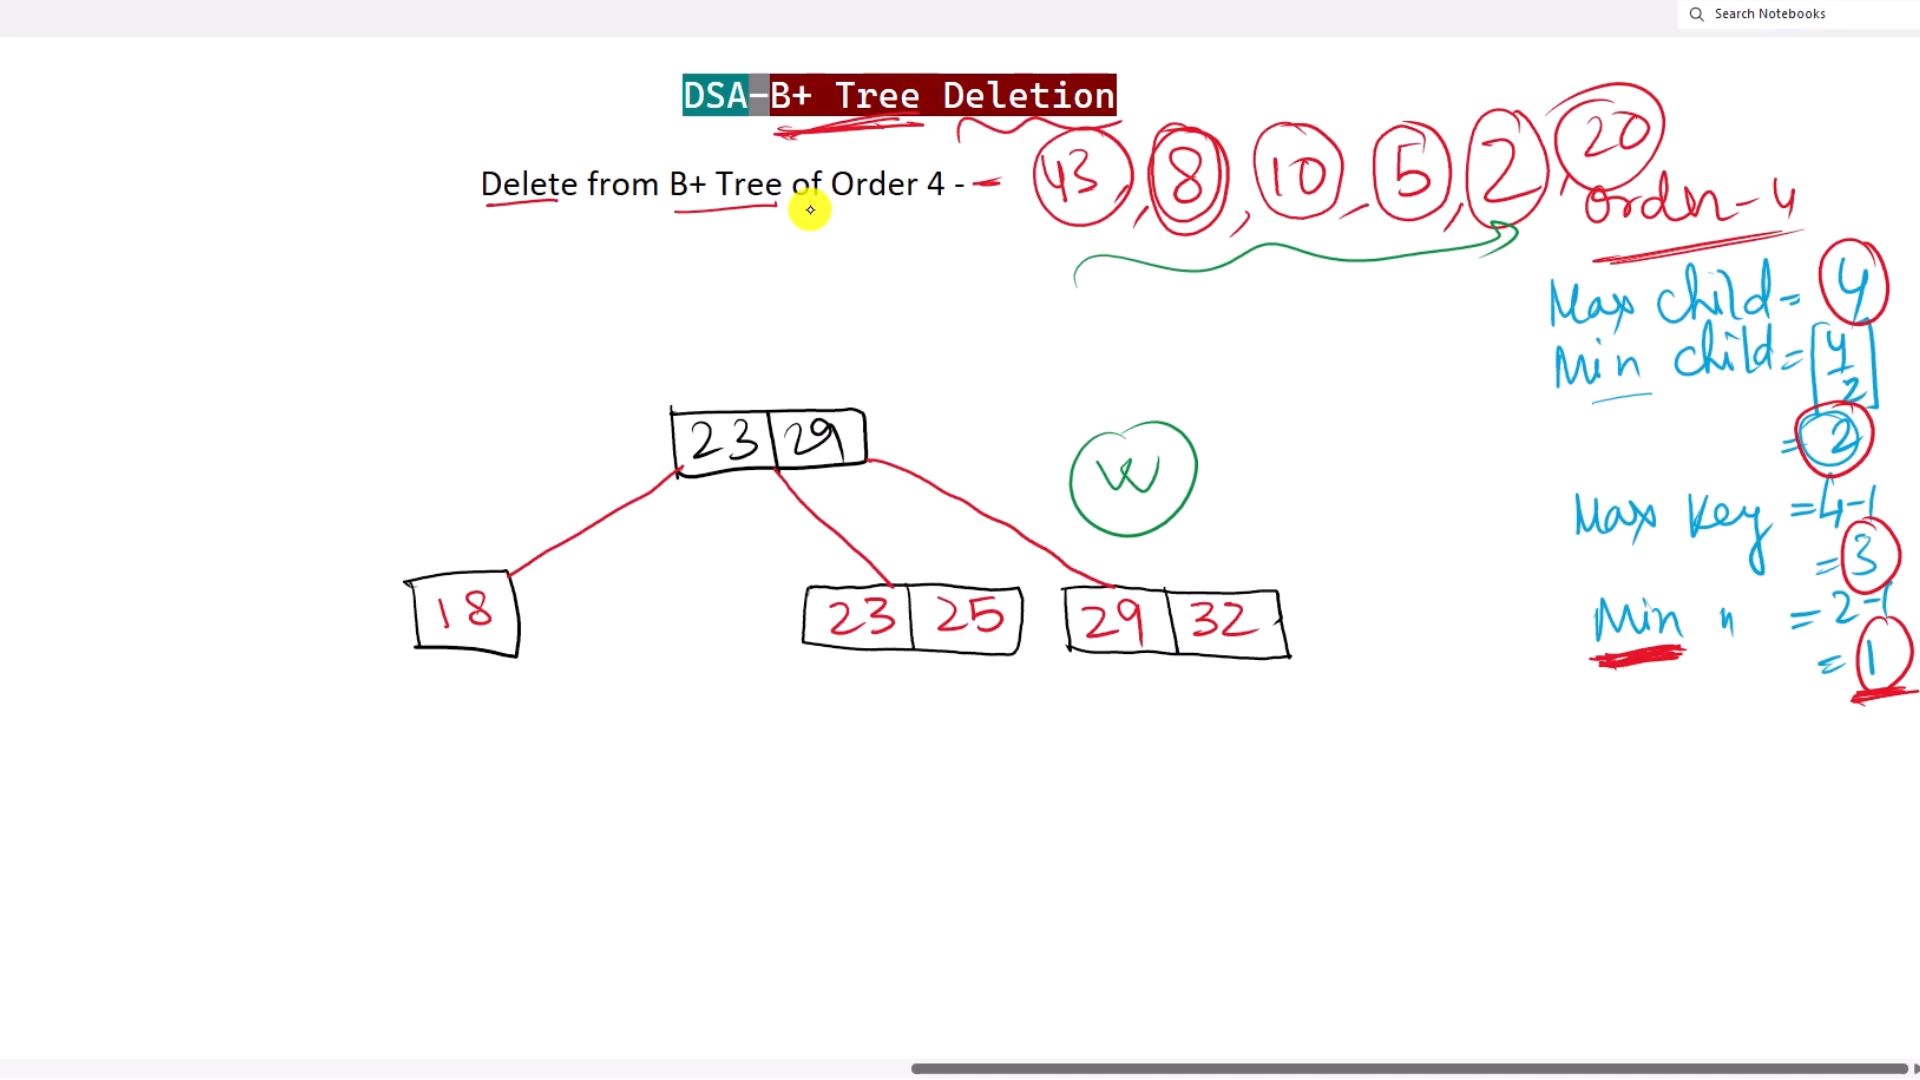 Search Notebooks
DSA-B+ Tree Deletion
Delete from B+ Tree of Order 4 - - 43, 8, 10, 5, 2, 20
Order-4
Max child = 4
Min child = [4/2]
= 2
Max key = 4-1
= 3
Min " = 2-1
= 1
23 29
18
23 25
29 32